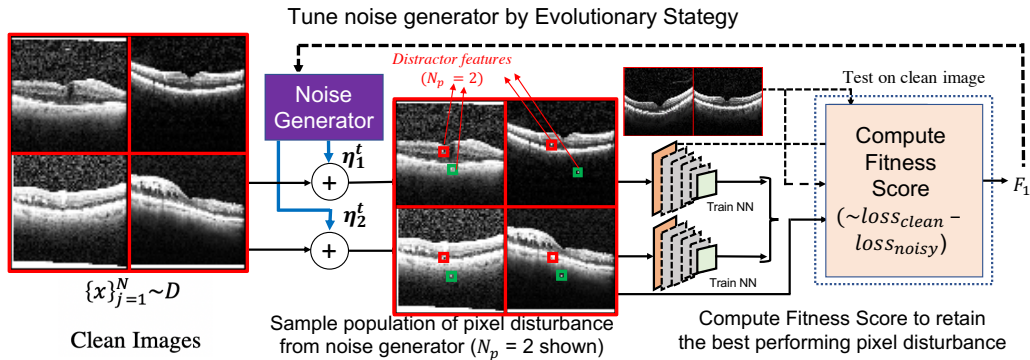 Tune noise generator by Evolutionary Stategy
Distractor features
(N_p = 2)
Noise
Generator
η_1^t
η_2^t
+
+
Test on clean image
Compute
Fitness
Score
(~loss_clean −
loss_noisy)
F_1
Train NN
Train NN
{x}_{j=1}^N~D
Clean Images
Sample population of pixel disturbance
from noise generator (N_p = 2 shown)
Compute Fitness Score to retain
the best performing pixel disturbance